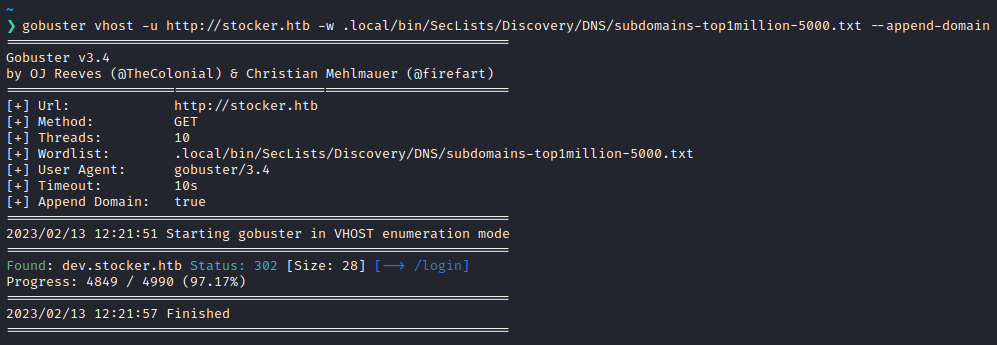 ~
❯ gobuster vhost -u http://stocker.htb -w .local/bin/SecLists/Discovery/DNS/subdomains-top1million-5000.txt --append-domain
===============================================================
Gobuster v3.4
by OJ Reeves (@TheColonial) & Christian Mehlmauer (@firefart)
===============================================================
[+] Url:             http://stocker.htb
[+] Method:          GET
[+] Threads:         10
[+] Wordlist:        .local/bin/SecLists/Discovery/DNS/subdomains-top1million-5000.txt
[+] User Agent:      gobuster/3.4
[+] Timeout:         10s
[+] Append Domain:   true
===============================================================
2023/02/13 12:21:51 Starting gobuster in VHOST enumeration mode
===============================================================
Found: dev.stocker.htb Status: 302 [Size: 28] [--> /login]
Progress: 4849 / 4990 (97.17%)
===============================================================
2023/02/13 12:21:57 Finished
===============================================================